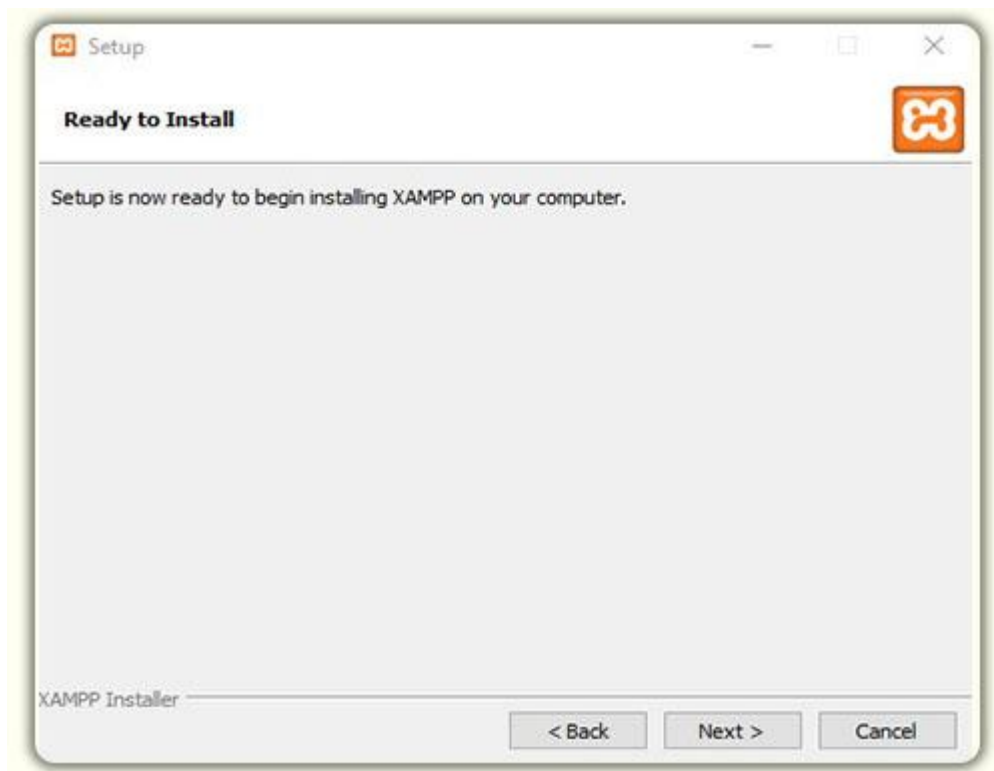 Setup
Ready to Install
Setup is now ready to begin installing XAMPP on your computer.
XAMPP Installer
< Back Next > Cancel